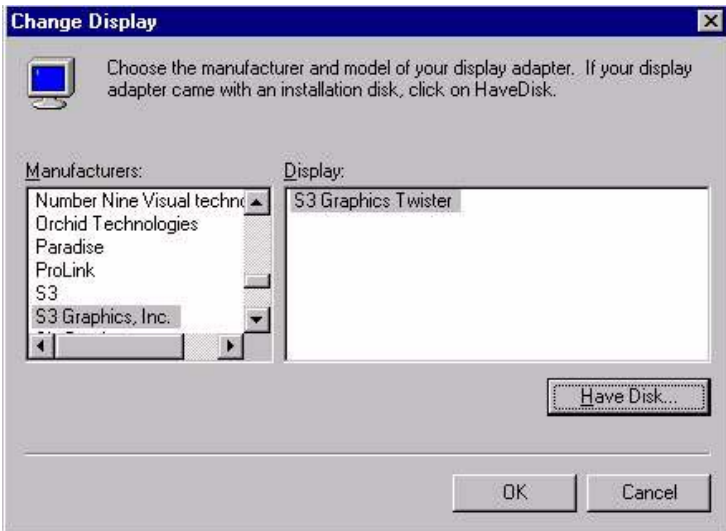 Change Display
Choose the manufacturer and model of your display adapter. If your display
adapter came with an installation disk, click on HaveDisk.
Manufacturers:
Number Nine Visual
Orchid Technologies
Paradise
ProLink
S3
S3 Graphics, Inc.
Display:
S3 Graphics Twister
Have Disk...
OK
Cancel